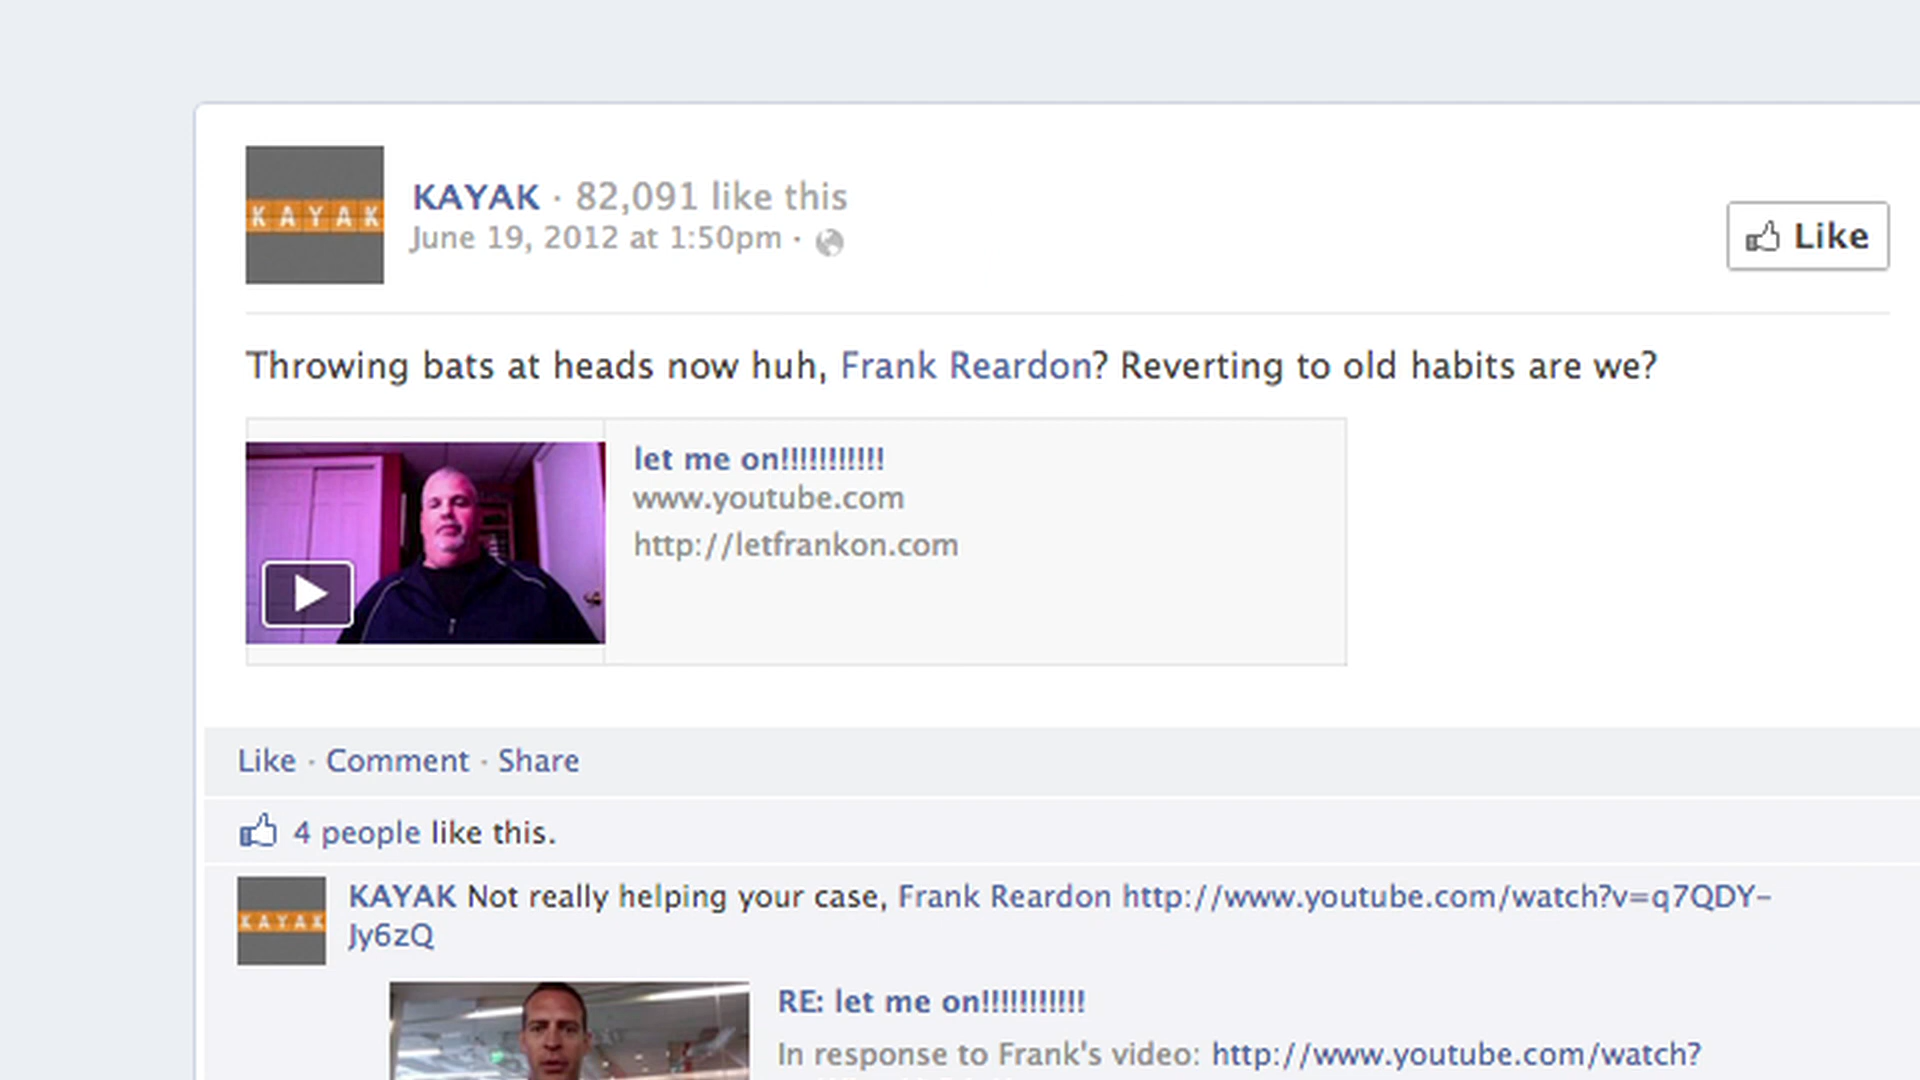 KAYAK
KAYAK · 82,091 like this
June 19, 2012 at 1:50pm ·
Like
Throwing bats at heads now huh, Frank Reardon? Reverting to old habits are we?
let me on!!!!!!!!!!!
www.youtube.com
http://letfrankon.com
Like · Comment · Share
4 people like this.
KAYAK
KAYAK Not really helping your case, Frank Reardon http://www.youtube.com/watch?v=q7QDY-
Jy6zQ
RE: let me on!!!!!!!!!!!
In response to Frank's video: http://www.youtube.com/watch?